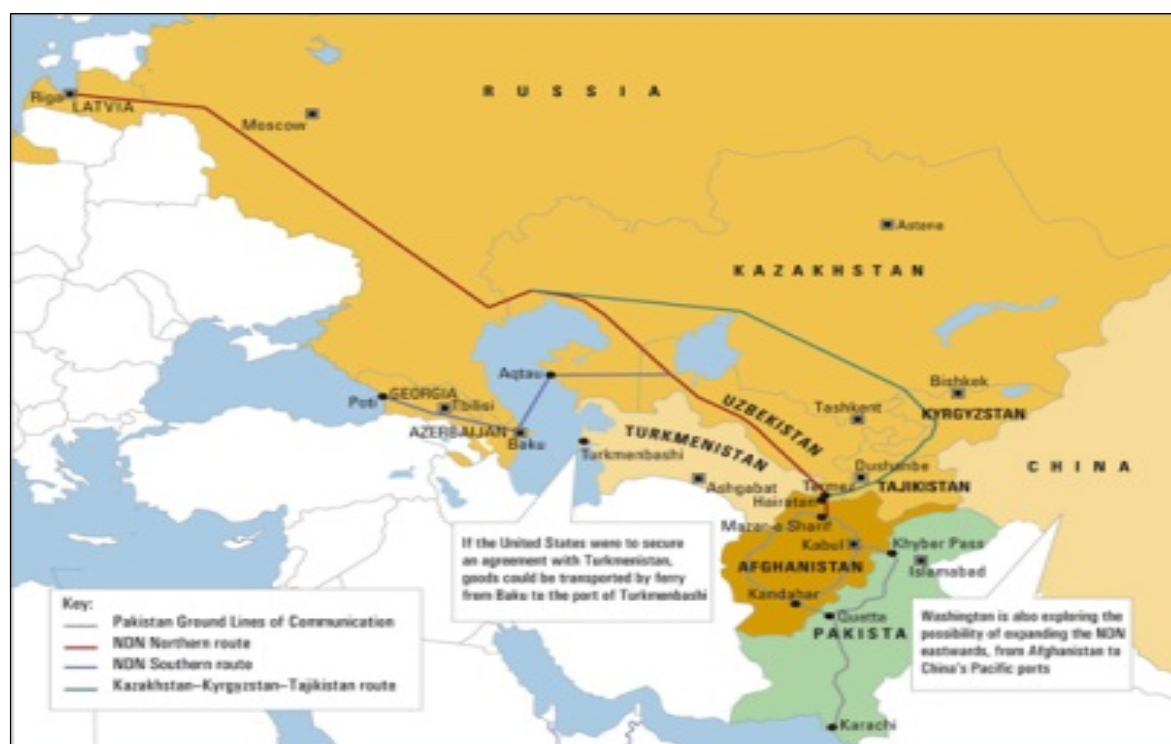 RUSSIA
Riga
LATVIA
Moscow
Astana
KAZAKHSTAN
Aqtau
GEORGIA
Poti
Tbilisi
AZERBAIJAN
Baku
Bishkek
KYRGYZSTAN
Tashkent
UZBEKISTAN
TURKMENISTAN
Turkmenbashi
CHINA
Ashgabat
Dushanbe
TAJIKISTAN
Termez
Hairatan
Mazar-e Sharif
Kabul
Khyber Pass
AFGHANISTAN
Islamabad
Kandahar
Quetta
PAKISTA
Karachi
If the United States were to secure
an agreement with Turkmenistan,
goods could be transported by ferry
from Baku to the port of Turkmenbashi
Washington is also exploring the
possibility of expanding the NDN
eastwards, from Afghanistan to
China's Pacific ports
Key:
Pakistan Ground Lines of Communication
NDN Northern route
NDN Southern route
Kazakhstan–Kyrgyzstan–Tajikistan route